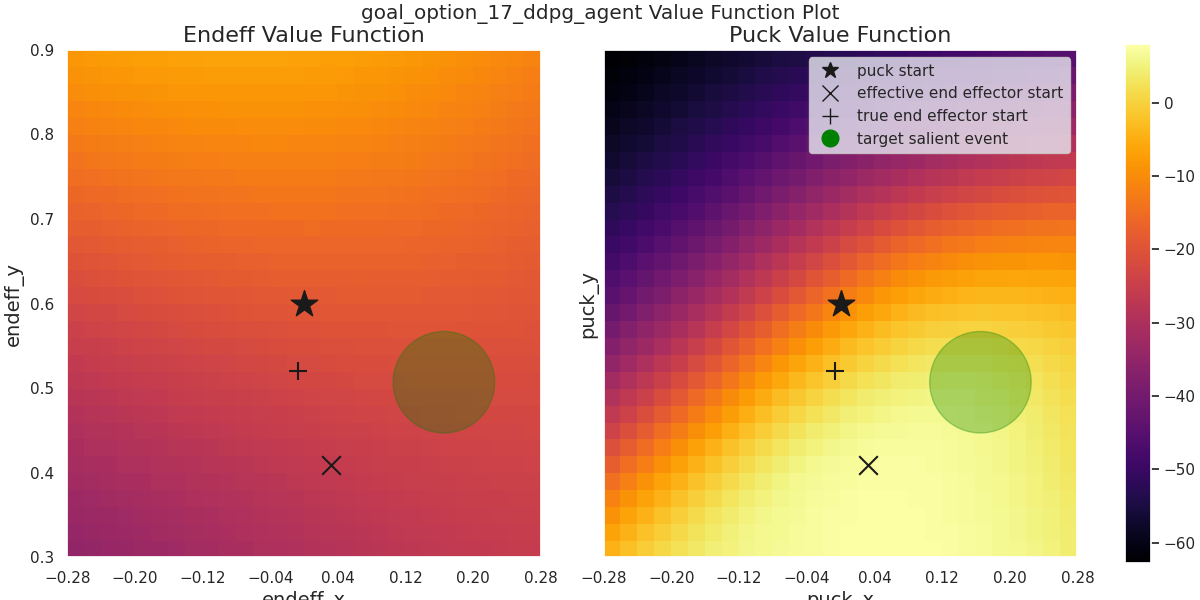 goal_option_17_ddpg_agent Value Function Plot
Endeff Value Function
Puck Value Function
0.9
0.8
0.7
0.6
0.5
0.4
0.3
endeff_y
−0.28 −0.20 −0.12 −0.04 0.04 0.12 0.20 0.28
endeff_x
puck_y
puck start
effective end effector start
true end effector start
target salient event
−0.28 −0.20 −0.12 −0.04 0.04 0.12 0.20 0.28
puck_x
0
−10
−20
−30
−40
−50
−60